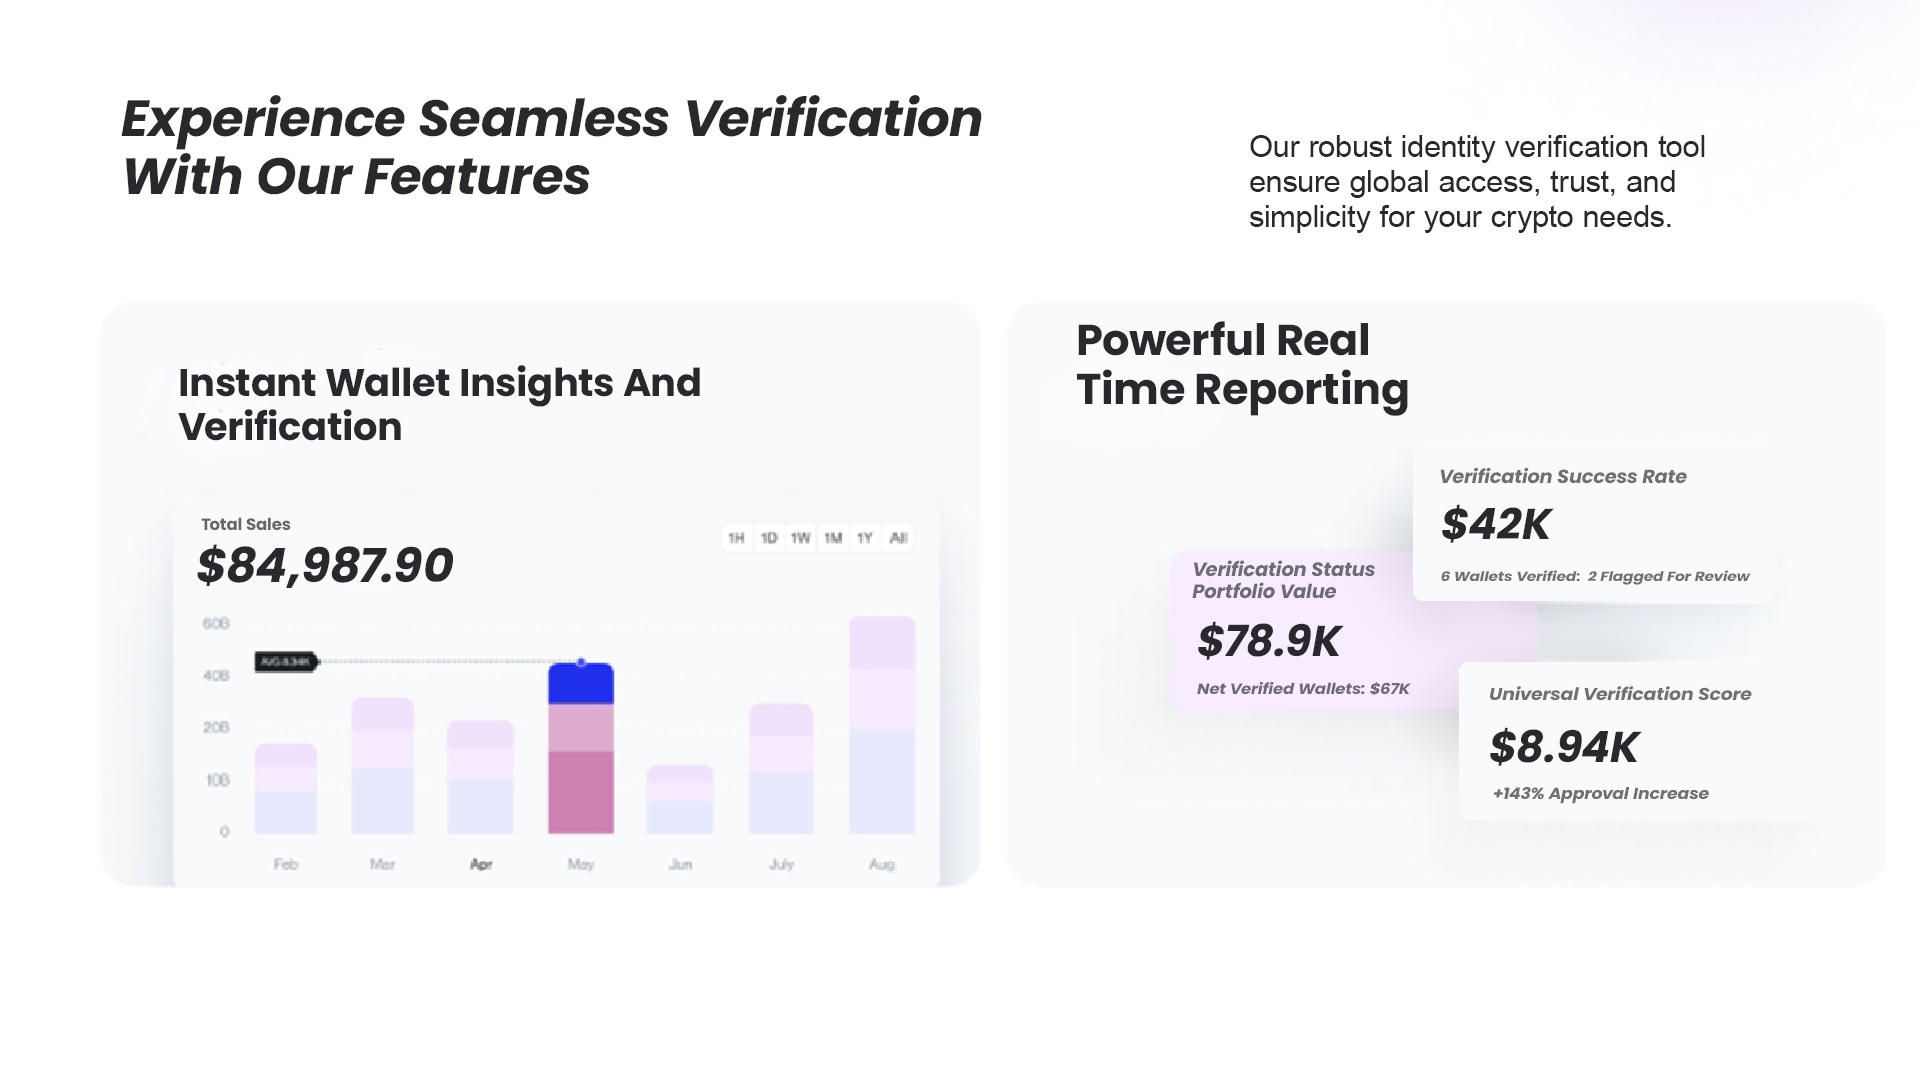 Experience Seamless Verification
With Our Features
Our robust identity verification tool
ensure global access, trust, and
simplicity for your crypto needs.
Instant Wallet Insights And
Verification
Total Sales
$84,987.90
1H 1D 1W 1M 1Y All
60B
AVG 8.34K
40B
20B
10B
0
Feb Mar Apr May Jun July Aug
Powerful Real
Time Reporting
Verification Success Rate
$42K
6 Wallets Verified: 2 Flagged For Review
Verification Status
Portfolio Value
$78.9K
Net Verified Wallets: $67K
Universal Verification Score
$8.94K
+143% Approval Increase